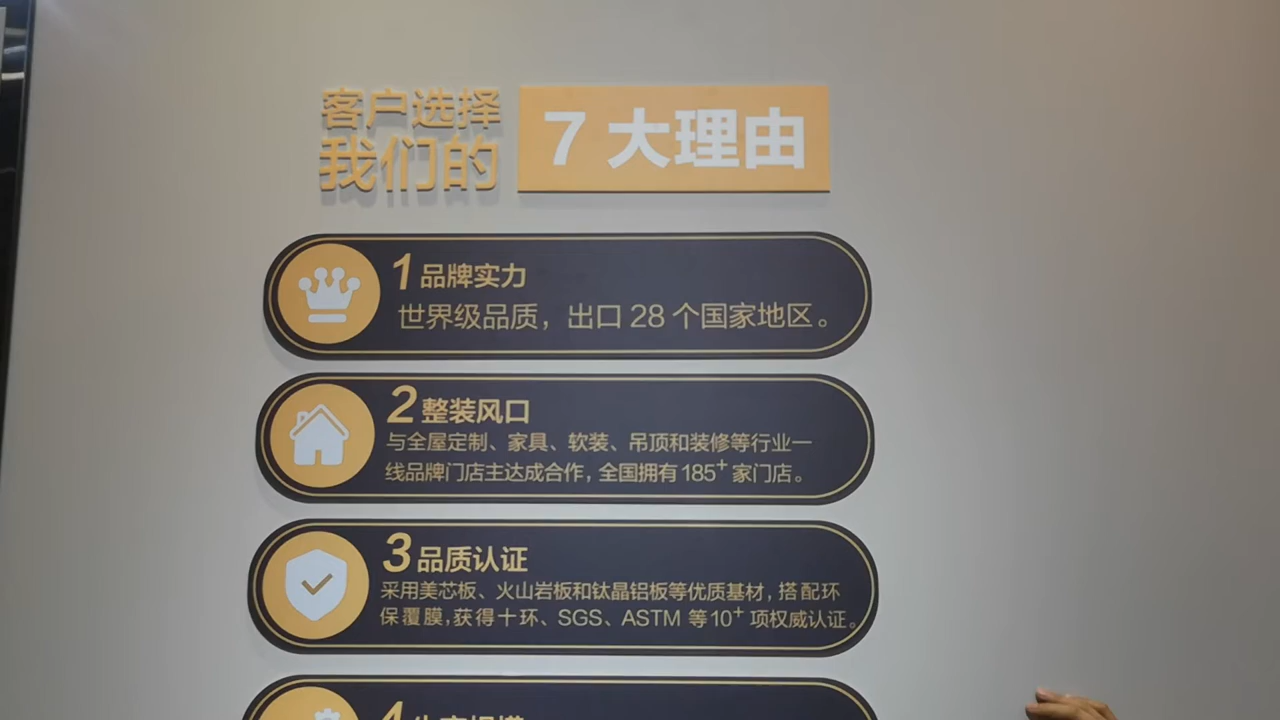 客户选择
我们的
7 大理由
1 品牌实力
世界级品质，出口 28 个国家地区。
2 整装风口
与全屋定制、家具、软装、吊顶和装修等行业一
线品牌门店主达成合作，全国拥有 185+ 家门店。
3 品质认证
采用美芯板、火山岩板和钛晶铝板等优质基材，搭配环
保覆膜，获得十环、SGS、ASTM 等10+ 项权威认证。
4